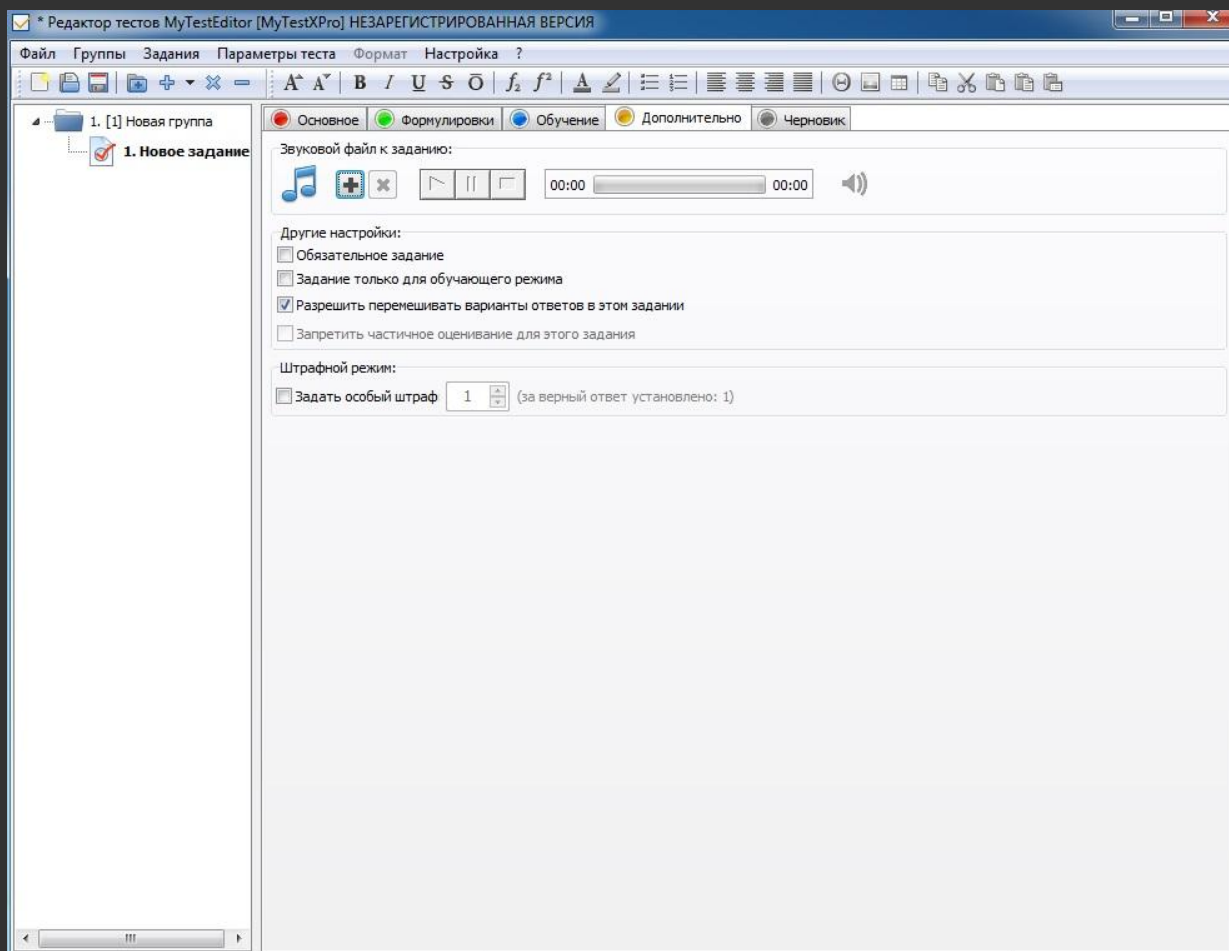 * Редактор тестов MyTestEditor [MyTestXPro] НЕЗАРЕГИСТРИРОВАННАЯ ВЕРСИЯ
Файл Группы Задания Параметры теста Формат Настройка ?
1. [1] Новая группа
1. Новое задание
Основное Формулировки Обучение Дополнительно Черновик
Звуковой файл к заданию:
00:00 00:00
Другие настройки:
Обязательное задание
Задание только для обучающего режима
Разрешить перемешивать варианты ответов в этом задании
Запретить частичное оценивание для этого задания
Штрафной режим:
Задать особый штраф 1 (за верный ответ установлено: 1)